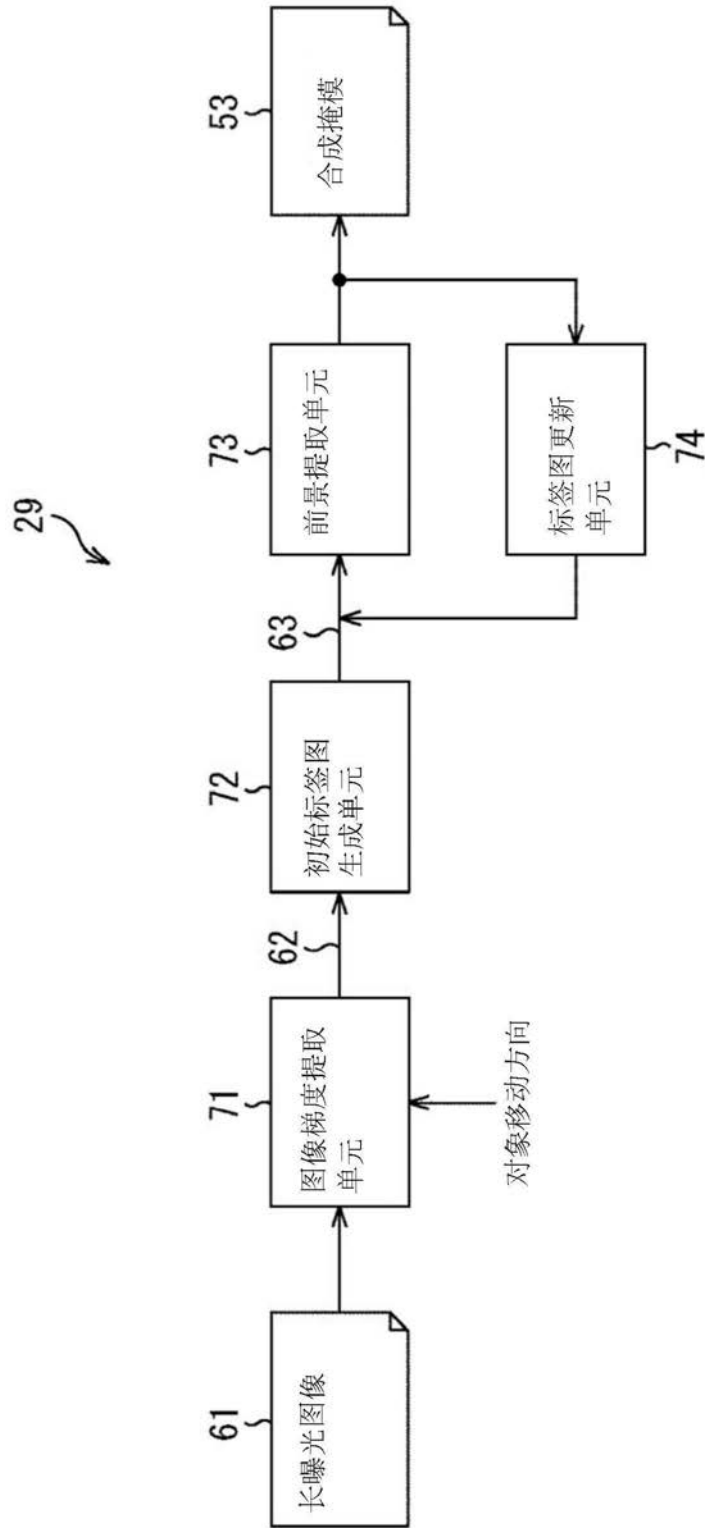 29
61
长曝光图像
71
图像梯度提取
单元
对象移动方向
62
72
初始标签图
生成单元
63
73
前景提取单元
74
标签图更新
单元
53
合成掩模